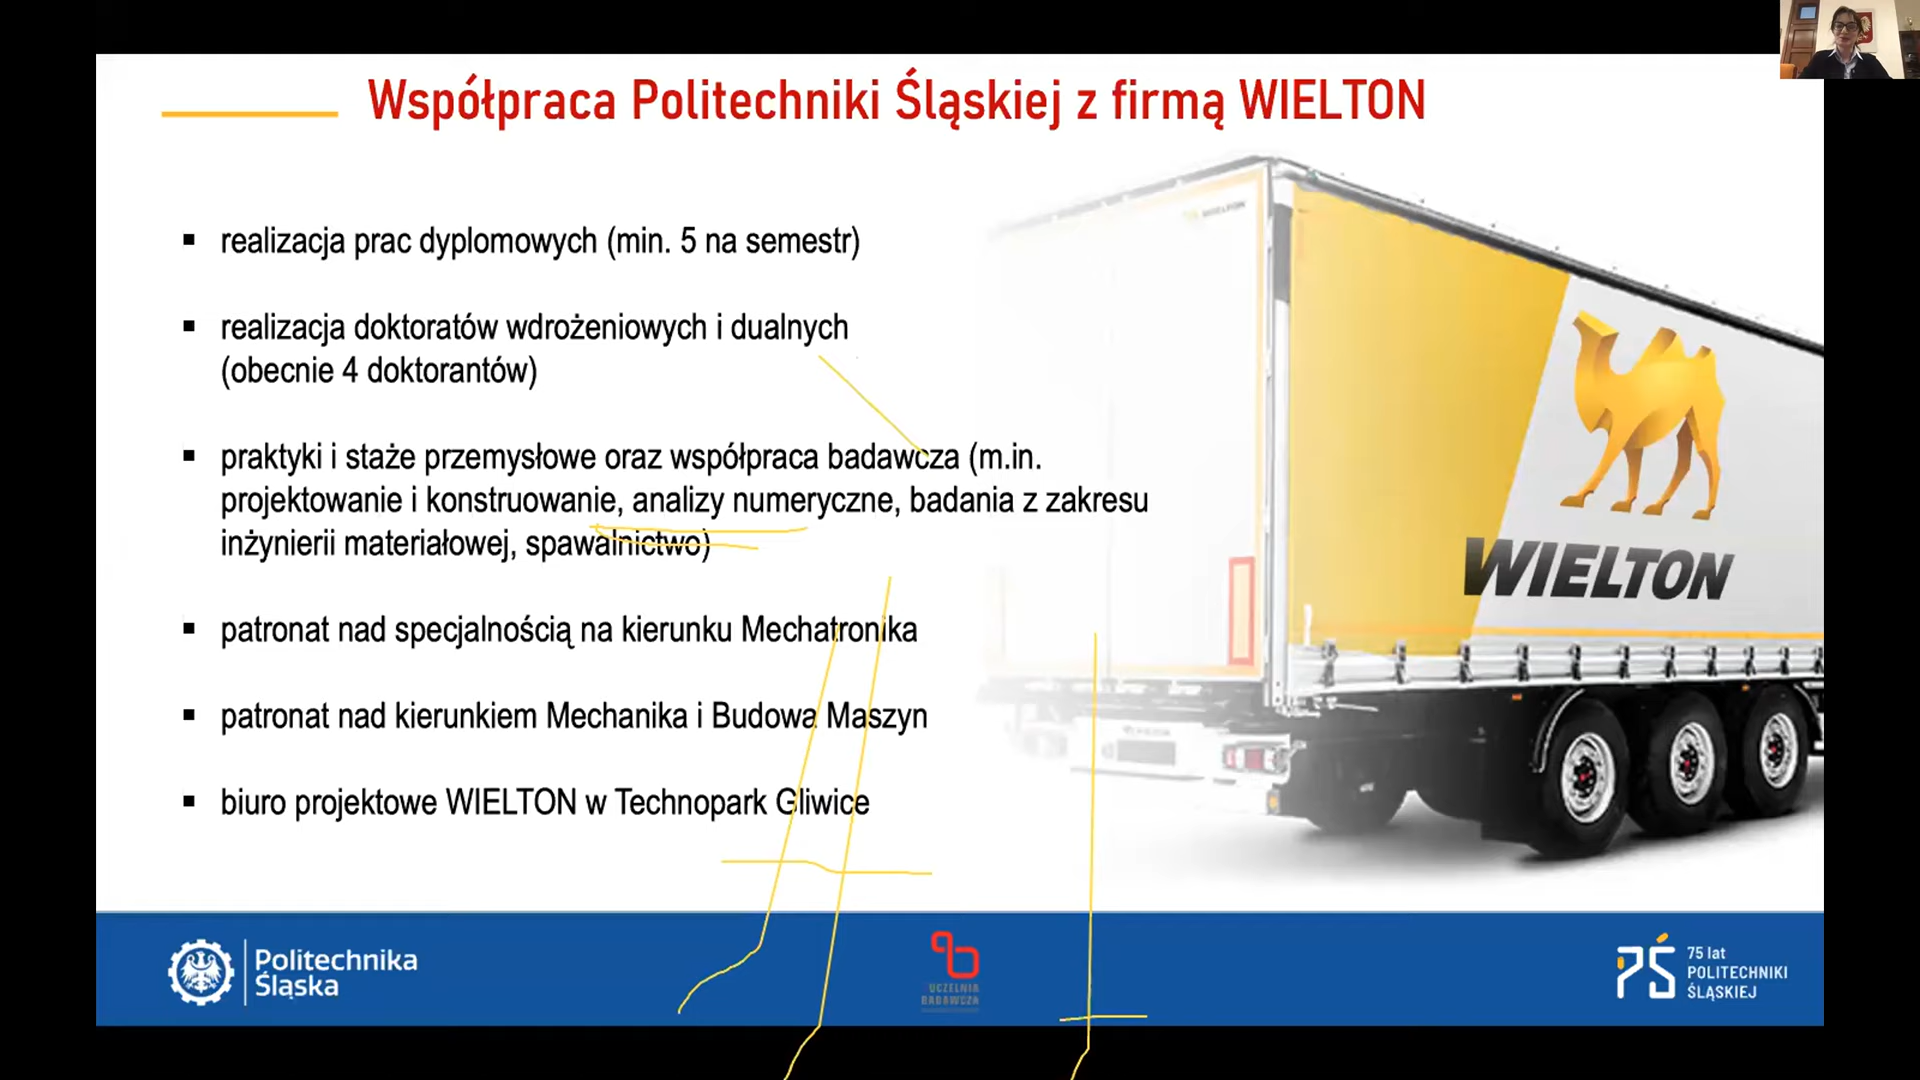 Współpraca Politechniki Śląskiej z firmą WIELTON
WIELTON
▪ realizacja prac dyplomowych (min. 5 na semestr)
▪ realizacja doktoratów wdrożeniowych i dualnych
(obecnie 4 doktorantów)
▪ praktyki i staże przemysłowe oraz współpraca badawcza (m.in.
projektowanie i konstruowanie, analizy numeryczne, badania z zakresu
inżynierii materiałowej, spawalnictwo)
WIELTON
▪ patronat nad specjalnością na kierunku Mechatronika
▪ patronat nad kierunkiem Mechanika i Budowa Maszyn
▪ biuro projektowe WIELTON w Technopark Gliwice
Politechnika
Śląska
UCZELNIA
BADAWCZA
PŚ
75 lat
POLITECHNIKI
ŚLĄSKIEJ